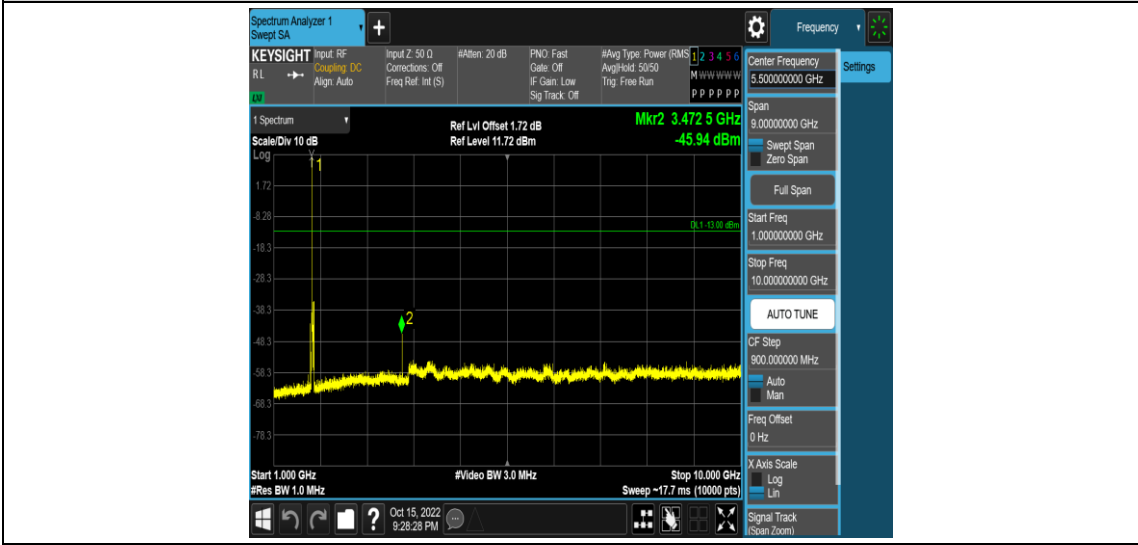 Spectrum Analyzer 1
Swept SA
+
Frequency
KEYSIGHT
Input: RF
Coupling: DC
Align: Auto
RL
LM
Input Z: 50 Ω
Corrections: Off
Freq Ref: Int (S)
#Atten: 20 dB
PNO: Fast
Gate: Off
IF Gain: Low
Sig Track: Off
#Avg Type: Power (RMS
Avg|Hold: 50/50
Trig: Free Run
1 2 3 4 5 6
M W W W W W
P P P P P P
1 Spectrum
Scale/Div 10 dB
Log
Ref Lvl Offset 1.72 dB
Ref Level 11.72 dBm
Mkr2 3.472 5 GHz
-45.94 dBm
1
1.72
-8.28
DL1 -13.00 dBm
-18.3
-28.3
-38.3
2
-48.3
-58.3
-68.3
-78.3
Start 1.000 GHz
#Res BW 1.0 MHz
#Video BW 3.0 MHz
Stop 10.000 GHz
Sweep ~17.7 ms (10000 pts)
?
Oct 15, 2022
9:28:28 PM
Center Frequency
5.500000000 GHz
Settings
Span
9.00000000 GHz
Swept Span
Zero Span
Full Span
Start Freq
1.000000000 GHz
Stop Freq
10.000000000 GHz
AUTO TUNE
CF Step
900.000000 MHz
Auto
Man
Freq Offset
0 Hz
X Axis Scale
Log
Lin
Signal Track
(Span Zoom)